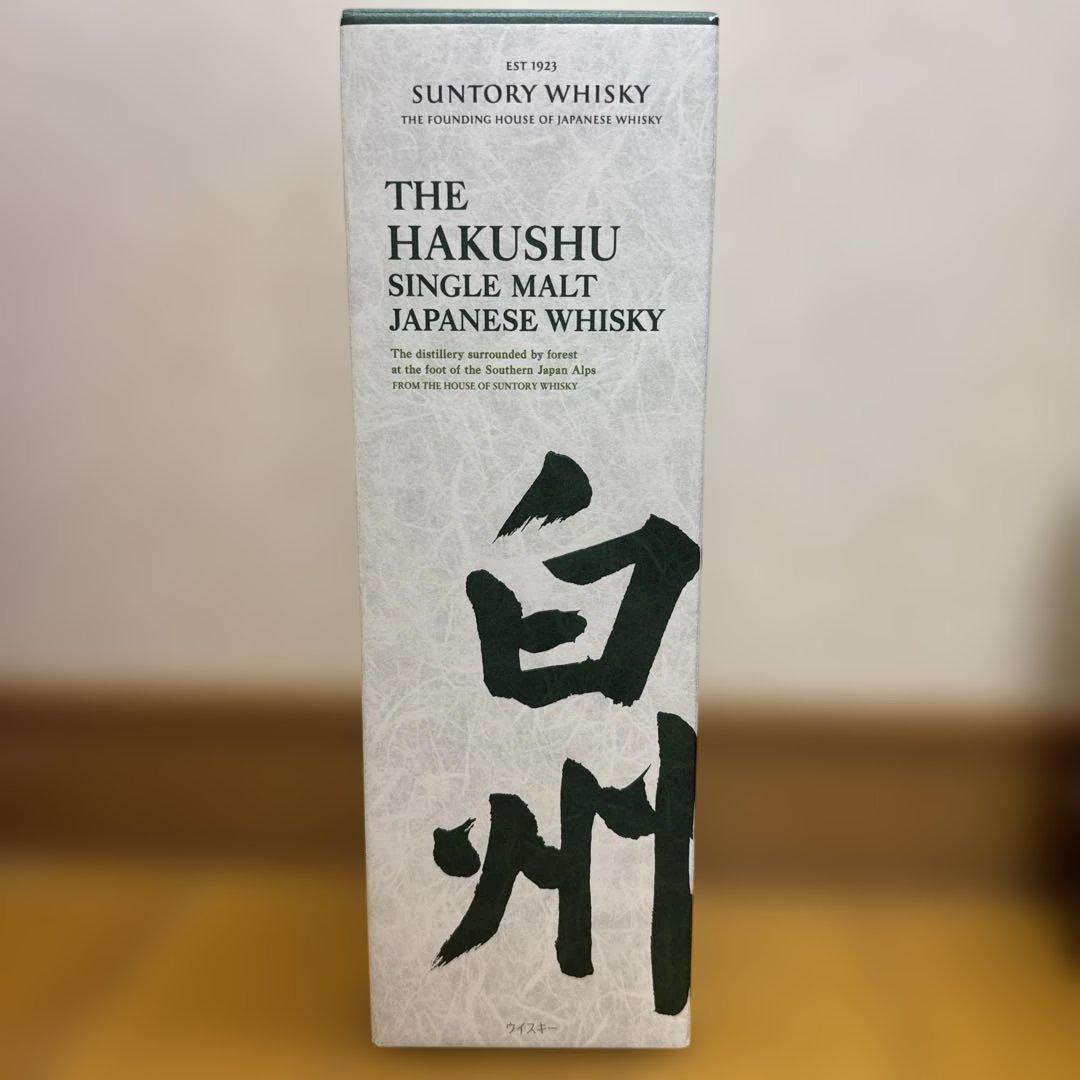 EST 1923
SUNTORY WHISKY
THE FOUNDING HOUSE OF JAPANESE WHISKY
THE
HAKUSHU
SINGLE MALT
JAPANESE WHISKY
The distillery surrounded by forest
at the foot of the Southern Japan Alps
FROM THE HOUSE OF SUNTORY WHISKY
白
州
ウイスキー